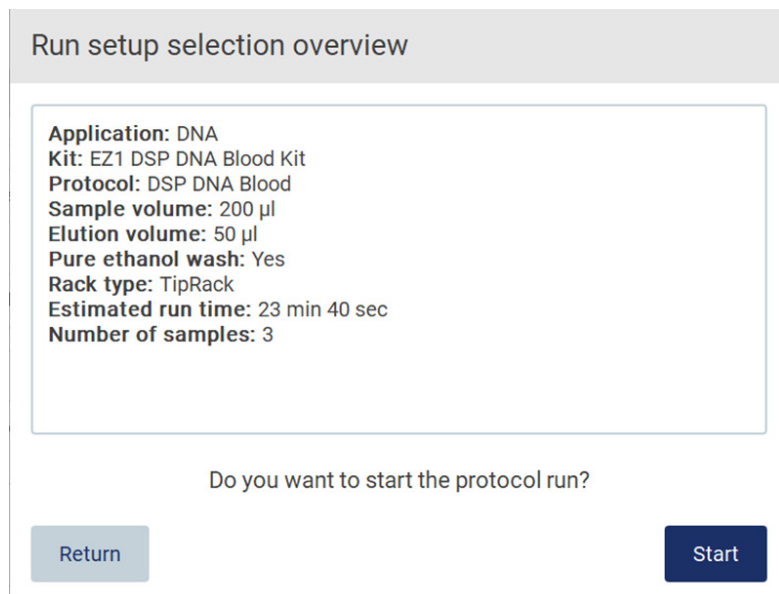 Run setup selection overview
Application: DNA
Kit: EZ1 DSP DNA Blood Kit
Protocol: DSP DNA Blood
Sample volume: 200 µl
Elution volume: 50 µl
Pure ethanol wash: Yes
Rack type: TipRack
Estimated run time: 23 min 40 sec
Number of samples: 3
Do you want to start the protocol run?
Return
Start